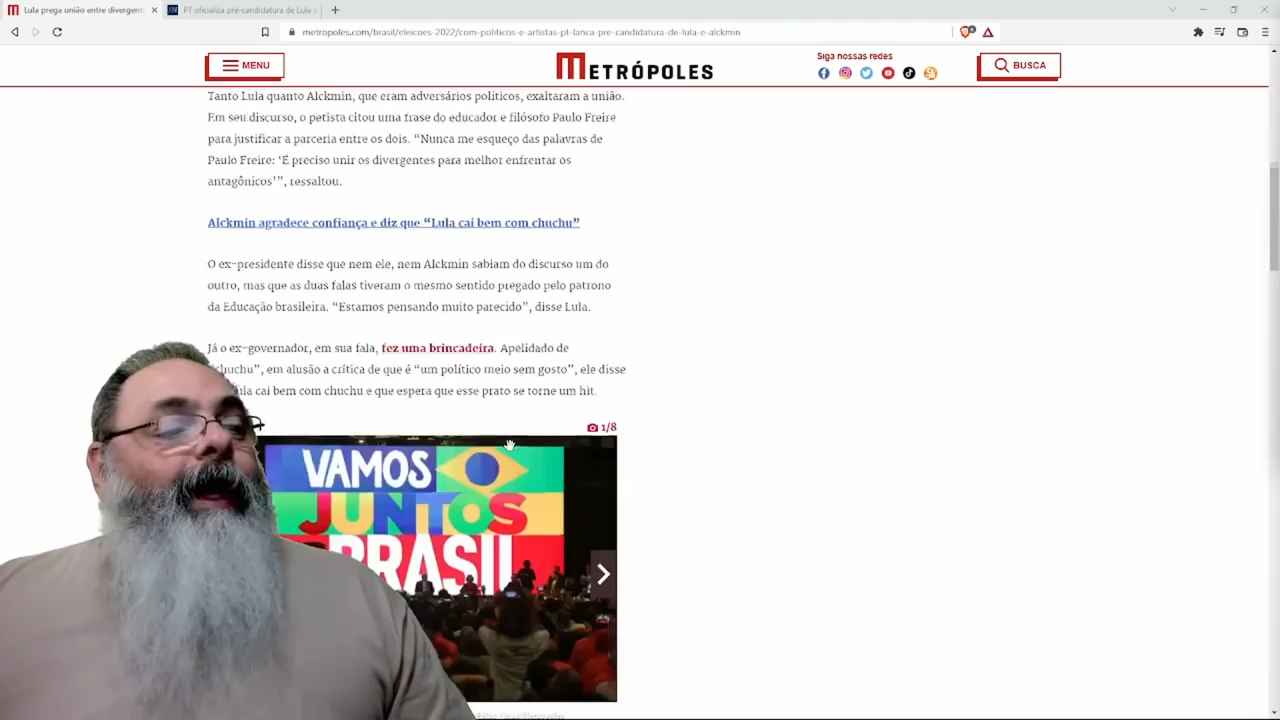 Lula prega união entre divergent
PT oficializa pré-candidatura de Lula
metropoles.com/brasil/eleicoes-2022/com-politicos-e-artistas-pt-lanca-pre-candidatura-de-lula-e-alckmin
MENU
METRÓPOLES
Siga nossas redes
BUSCA
Tanto Lula quanto Alckmin, que eram adversários políticos, exaltaram a união.
Em seu discurso, o petista citou uma frase do educador e filósofo Paulo Freire
para justificar a parceria entre os dois. “Nunca me esqueço das palavras de
Paulo Freire: ‘É preciso unir os divergentes para melhor enfrentar os
antagônicos’”, ressaltou.
Alckmin agradece confiança e diz que “Lula cai bem com chuchu”
O ex-presidente disse que nem ele, nem Alckmin sabiam do discurso um do
outro, mas que as duas falas tiveram o mesmo sentido pregado pelo patrono
da Educação brasileira. “Estamos pensando muito parecido”, disse Lula.
Já o ex-governador, em sua fala, fez uma brincadeira. Apelidado de
chuchu”, em alusão a crítica de que é “um político meio sem gosto”, ele disse
cai bem com chuchu e que espera que esse prato se torne um hit.
1/8
VAMOS
JUNTOS
BRASIL